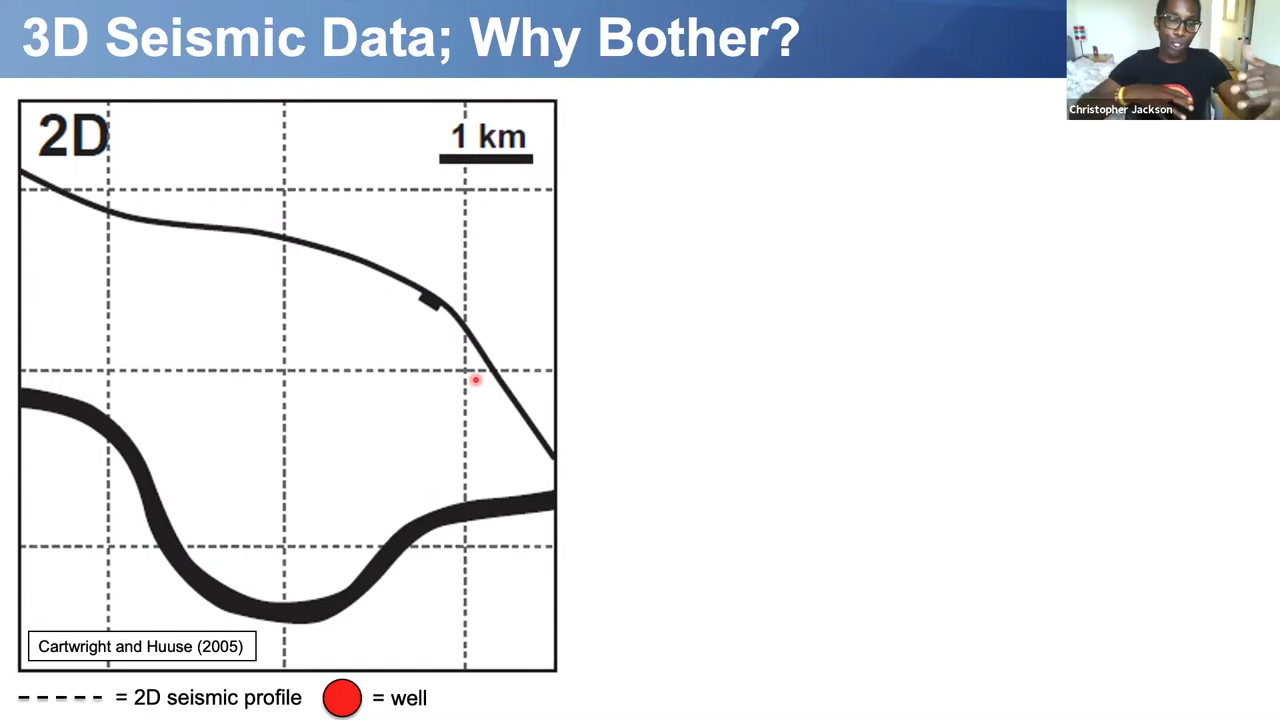 3D Seismic Data; Why Bother?
Christopher Jackson
2D
1 km
Cartwright and Huuse (2005)
= 2D seismic profile
= well